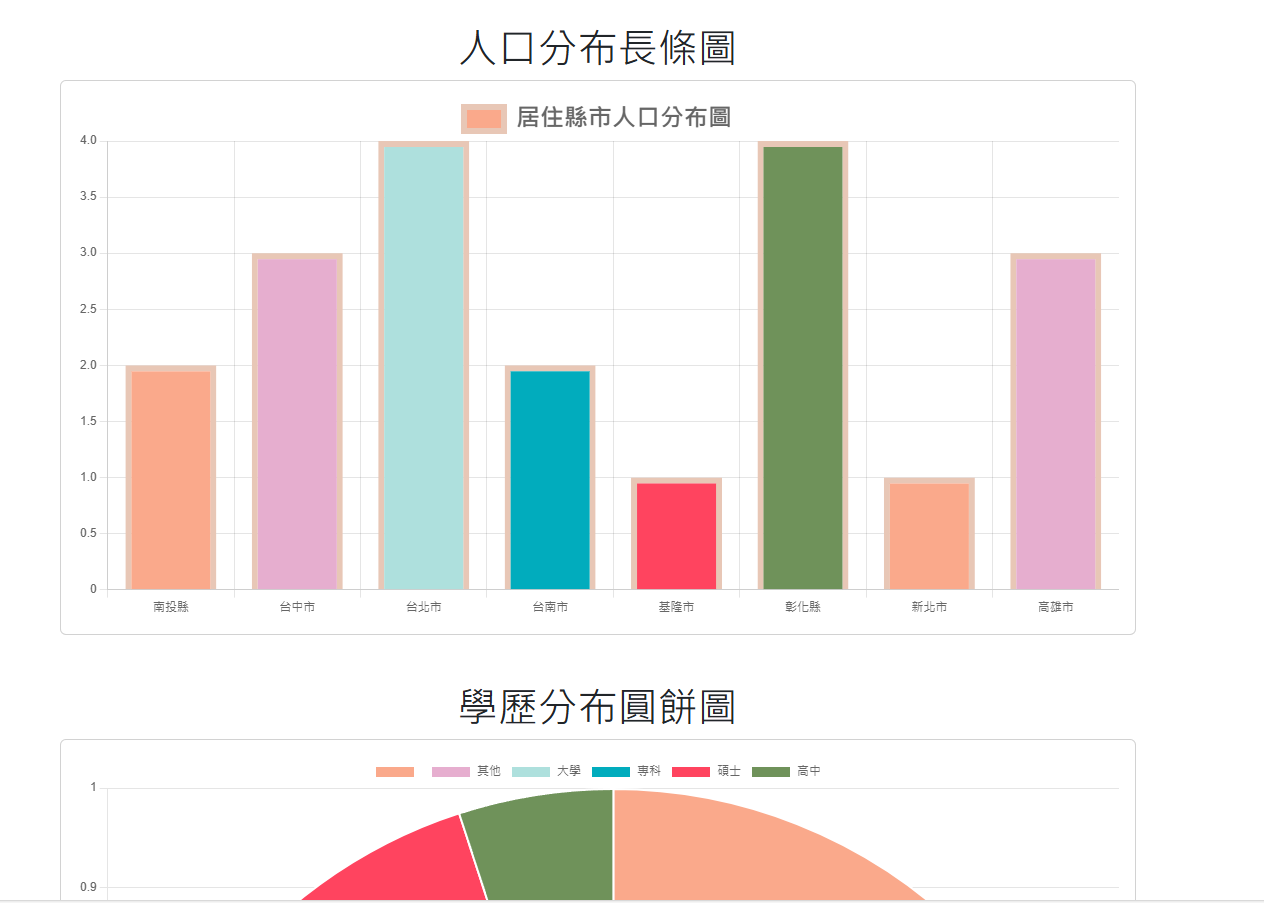 人口分布長條圖
居住縣市人口分布圖
4.0
3.5
3.0
2.5
2.0
1.5
1.0
0.5
0
南投縣 台中市 台北市 台南市 基隆市 彰化縣 新北市 高雄市
學歷分布圓餅圖
其他 大學 專科 碩士 高中
1
0.9